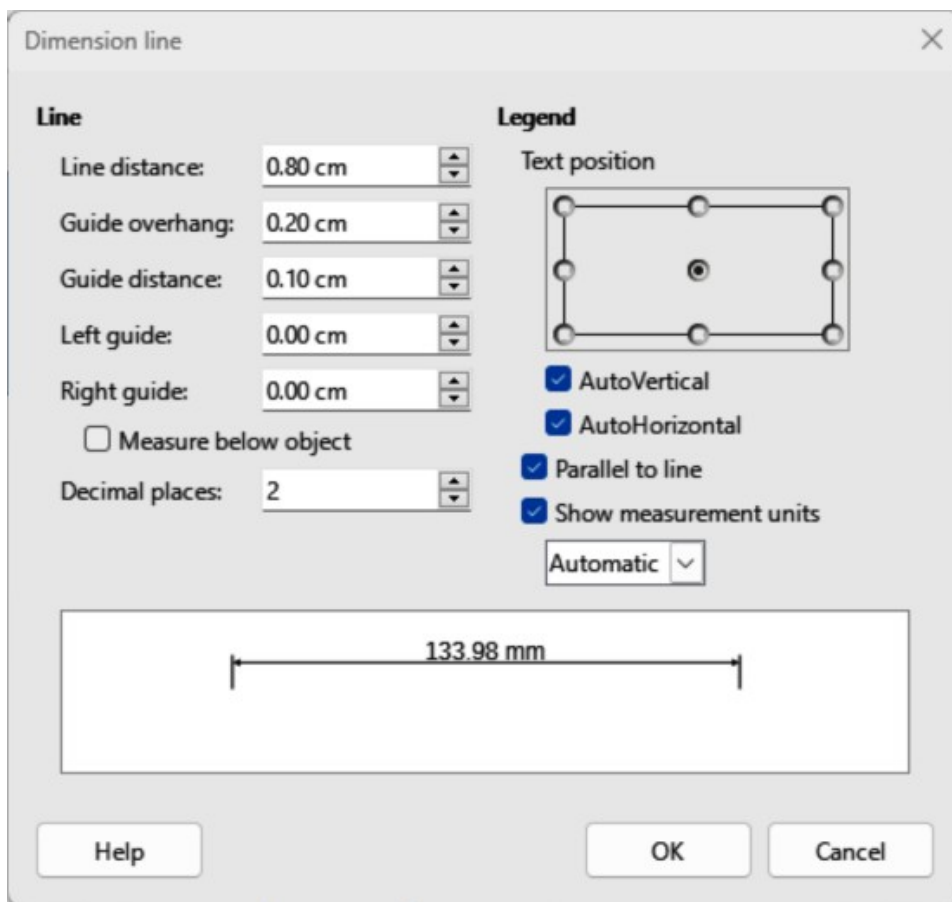 Dimension line
Line
Line distance: 0.80 cm
Guide overhang: 0.20 cm
Guide distance: 0.10 cm
Left guide: 0.00 cm
Right guide: 0.00 cm
Measure below object
Decimal places: 2
Legend
Text position
AutoVertical
AutoHorizontal
Parallel to line
Show measurement units
Automatic
133.98 mm
Help
OK
Cancel